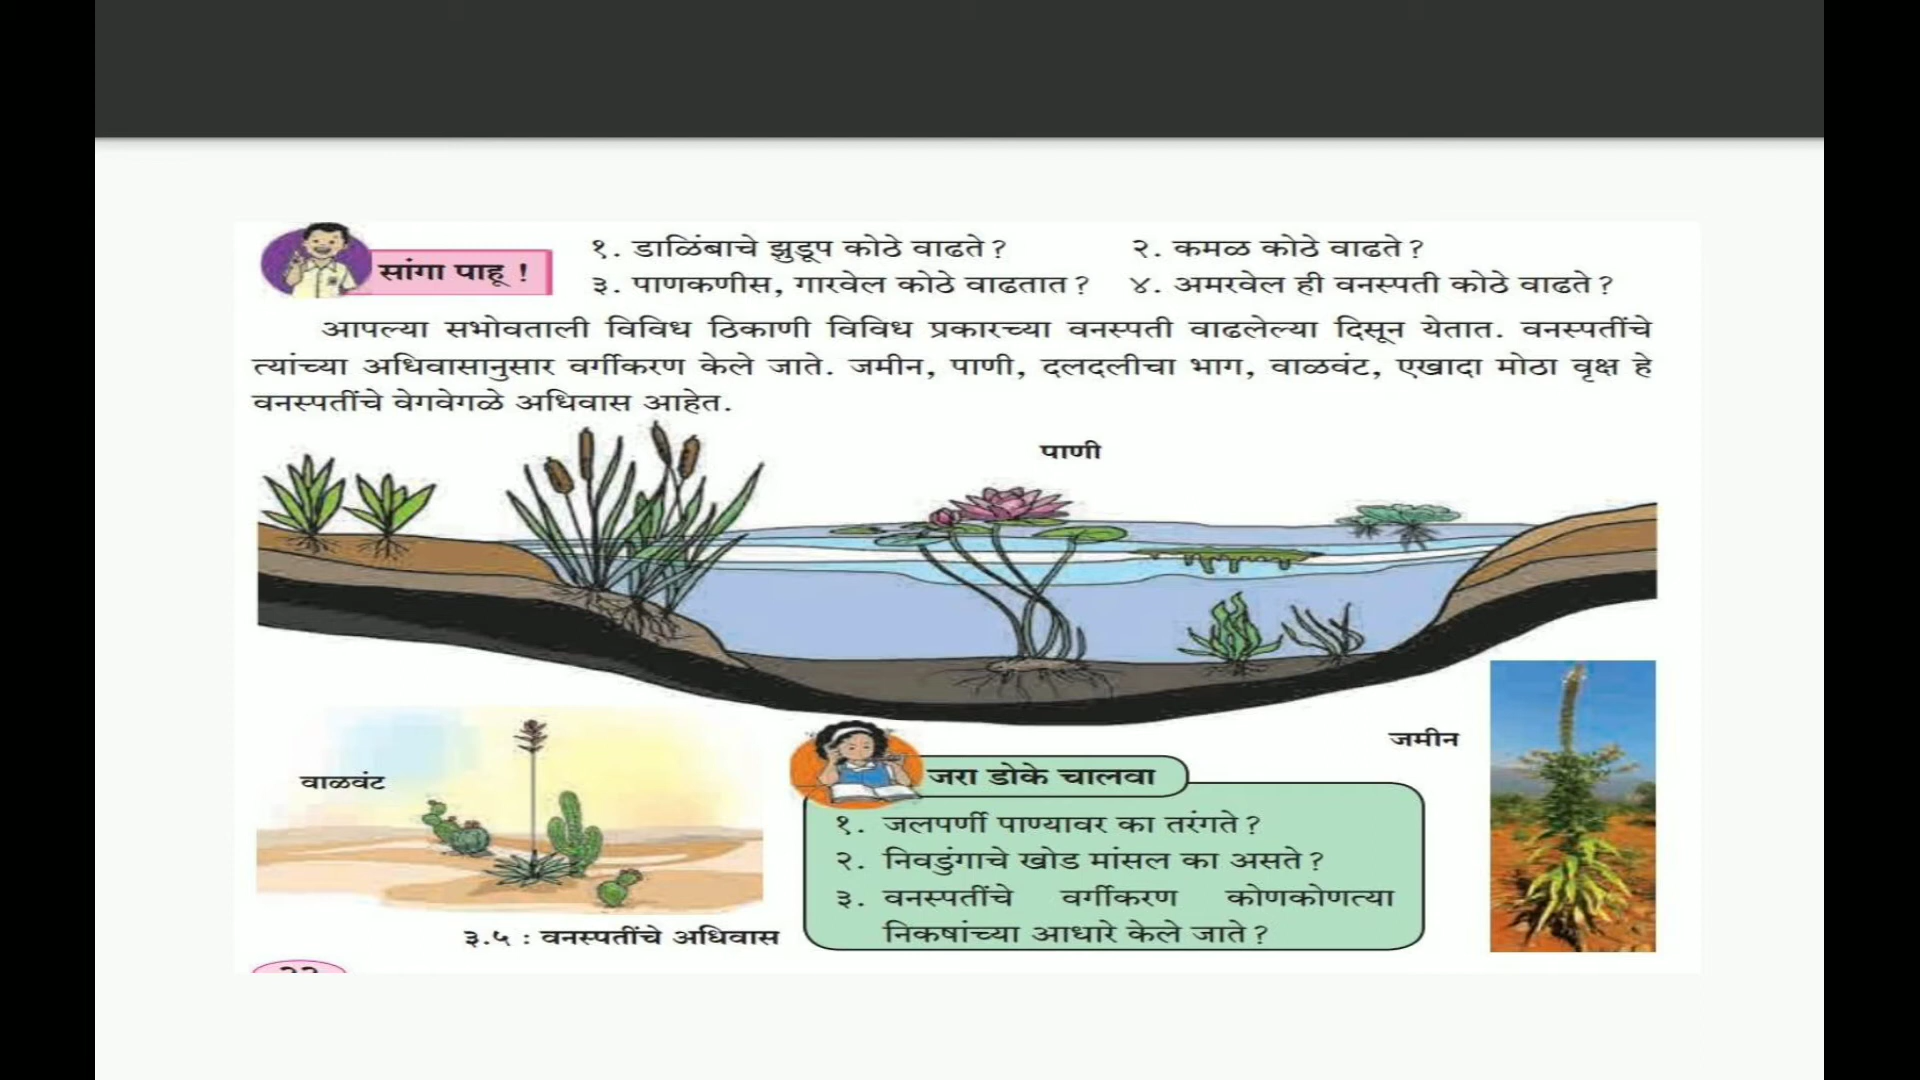 सांगा पाहू !
१. डाळिंबाचे झुडूप कोठे वाढते ? २. कमळ कोठे वाढते ?
३. पाणकणीस, गारवेल कोठे वाढतात ? ४. अमरवेल ही वनस्पती कोठे वाढते ?
आपल्या सभोवताली विविध ठिकाणी विविध प्रकारच्या वनस्पती वाढलेल्या दिसून येतात. वनस्पतींचे
त्यांच्या अधिवासानुसार वर्गीकरण केले जाते. जमीन, पाणी, दलदलीचा भाग, वाळवंट, एखादा मोठा वृक्ष हे
वनस्पतींचे वेगवेगळे अधिवास आहेत.
पाणी
जमीन
वाळवंट
जरा डोके चालवा
१. जलपर्णी पाण्यावर का तरंगते ?
२. निवडुंगाचे खोड मांसल का असते ?
३. वनस्पतींचे वर्गीकरण कोणकोणत्या
निकषांच्या आधारे केले जाते ?
३.५ : वनस्पतींचे अधिवास